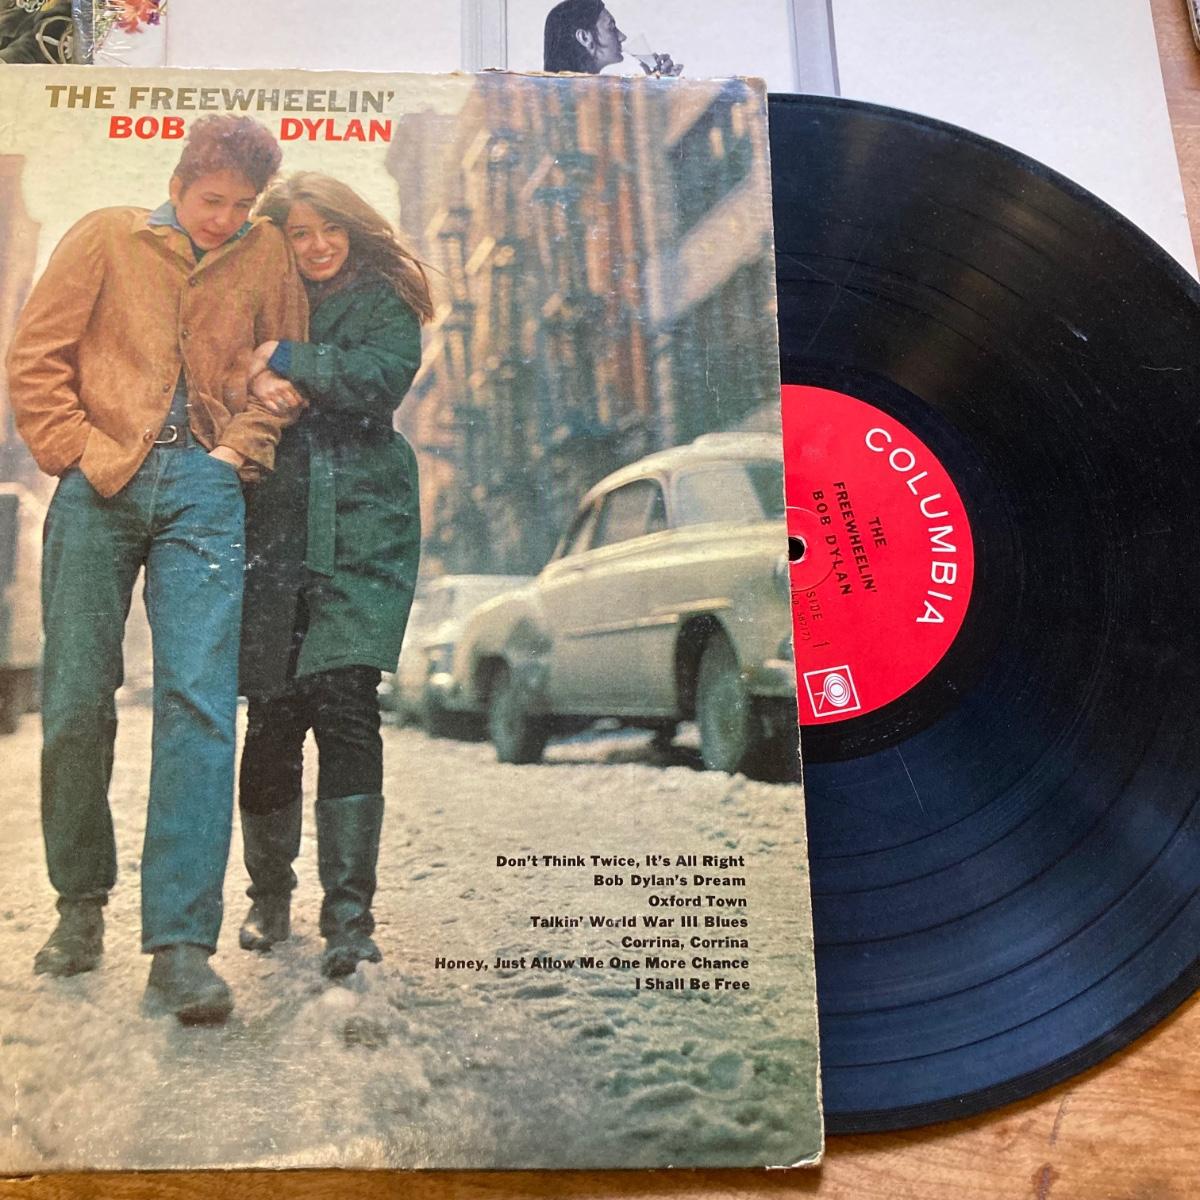 THE FREEWHEELIN'
BOB DYLAN
Don't Think Twice, It's All Right
Bob Dylan's Dream
Oxford Town
Talkin' World War III Blues
Corrina, Corrina
Honey, Just Allow Me One More Chance
I Shall Be Free
COLUMBIA
THE
FREEWHEELIN'
BOB DYLAN
SIDE 1